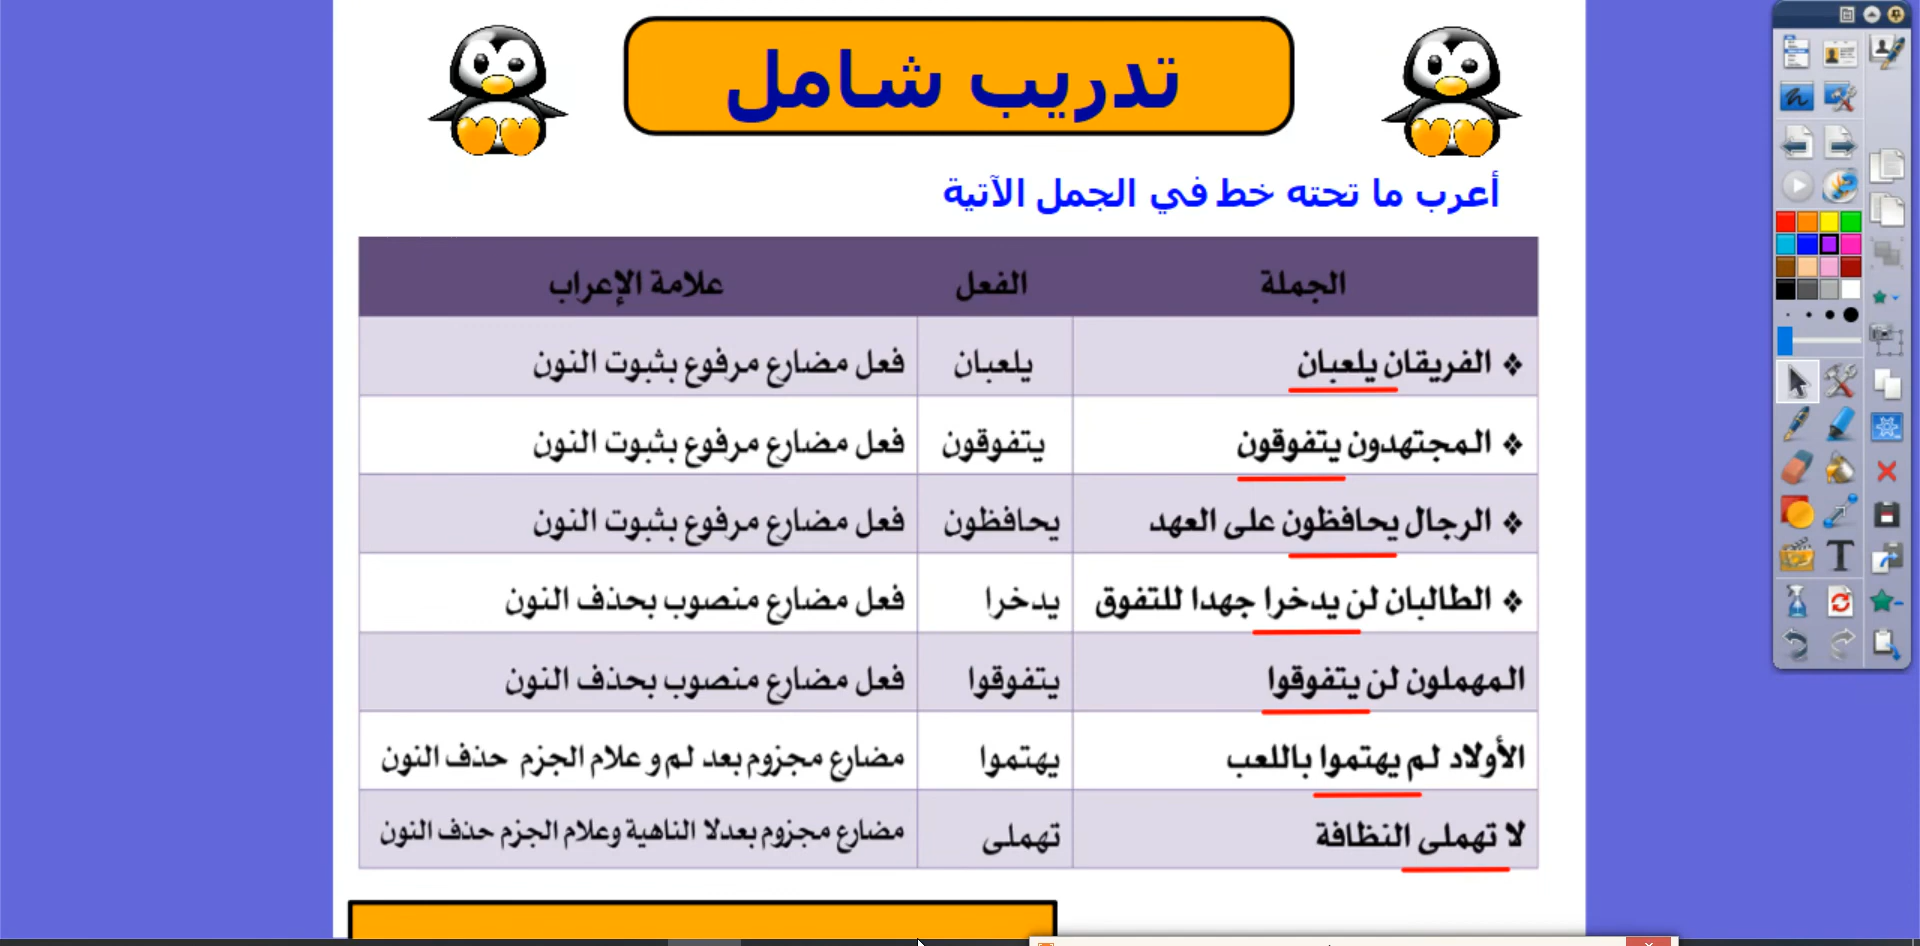 تدريب شامل
أعرب ما تحته خط في الجمل الآتية
الجملة الفعل علامة الإعراب
❖ الفريقان يلعبان يلعبان فعل مضارع مرفوع بثبوت النون
❖ المجتهدون يتفوقون يتفوقون فعل مضارع مرفوع بثبوت النون
❖ الرجال يحافظون على العهد يحافظون فعل مضارع مرفوع بثبوت النون
❖ الطالبان لن يدخرا جهدا للتفوق يدخرا فعل مضارع منصوب بحذف النون
المهملون لن يتفوقوا يتفوقوا فعل مضارع منصوب بحذف النون
الأولاد لم يهتموا باللعب يهتموا مضارع مجزوم بعد لم و علام الجزم حذف النون
لا تهملى النظافة تهملى مضارع مجزوم بعدلا الناهية وعلام الجزم حذف النون